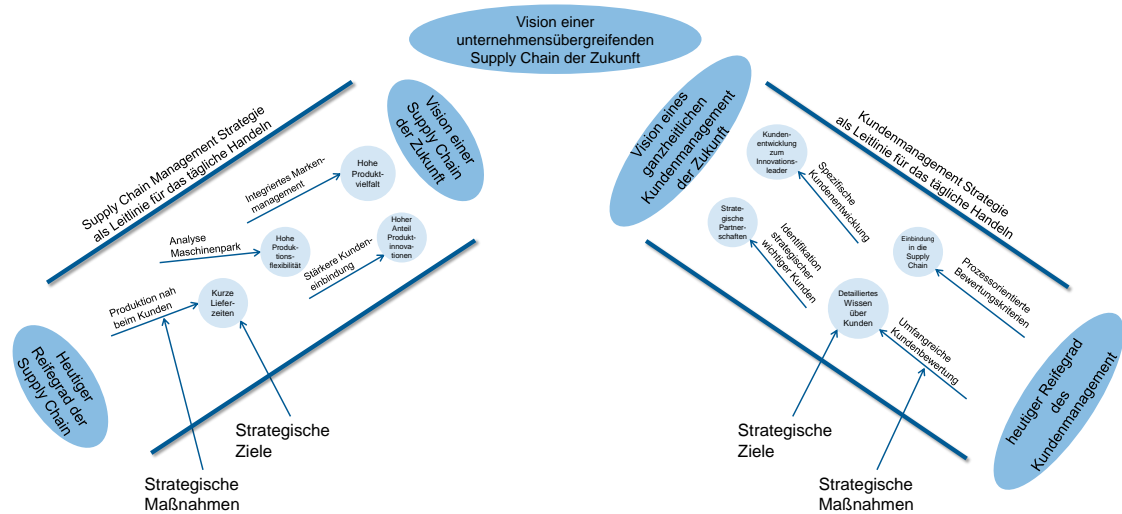 Vision einer
unternehmensübergreifenden
Supply Chain der Zukunft
Supply Chain Management Strategie
als Leitlinie für das tägliche Handeln
Vision einer
Supply Chain
der Zukunft
Integriertes Marken-
management
Hohe
Produkt-
vielfalt
Analyse
Maschinenpark
Hohe
Produk-
tions-
flexibilität
Stärkere Kunden-
einbindung
Hoher
Anteil
Produkt-
innova-
tionen
Produktion nah
beim Kunden
Kurze
Liefer-
zeiten
Heutiger
Reifegrad der
Supply Chain
Strategische
Ziele
Strategische
Maßnahmen
Vision eines
ganzheitlichen
Kundenmanagement
der Zukunft
Kundenmanagement Strategie
als Leitlinie für das tägliche Handeln
Kunden-
entwicklung
zum
Innovations-
leader
Spezifische
Kundenentwicklung
Strate-
gische
Partner-
schaften
Identifikation
strategischer
wichtiger Kunden
Einbindung
in die
Supply
Chain
Prozessorientierte
Bewertungskriterien
Detailliertes
Wissen
über
Kunden
Umfangreiche
Kundenbewertung
heutiger Reifegrad
des
Kundenmanagement
Strategische
Ziele
Strategische
Maßnahmen